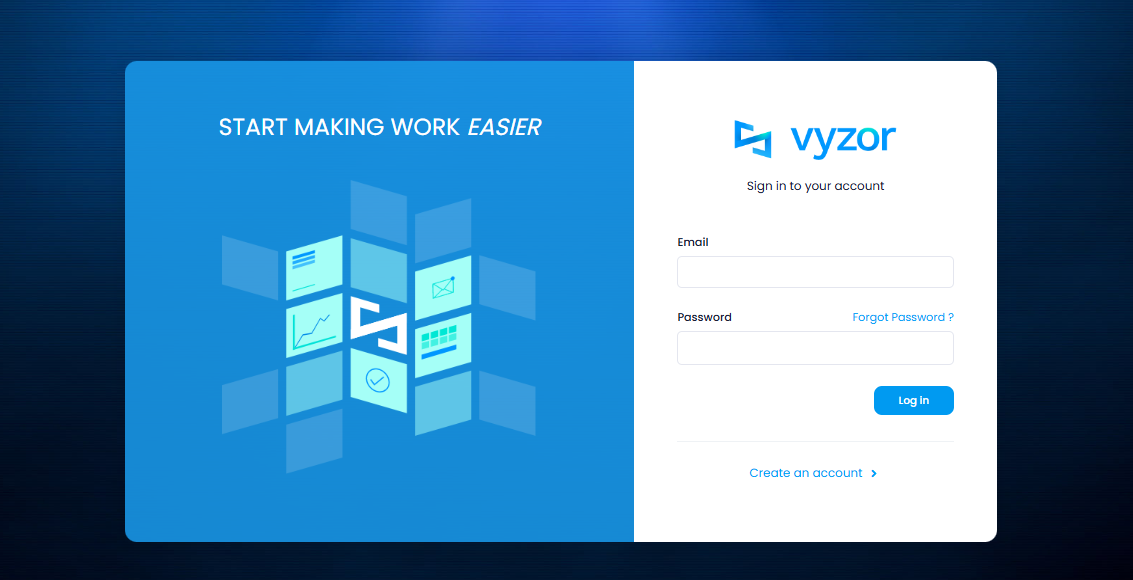 START MAKING WORK EASIER
vyzor
Sign in to your account
Email
Password
Forgot Password ?
Log in
Create an account